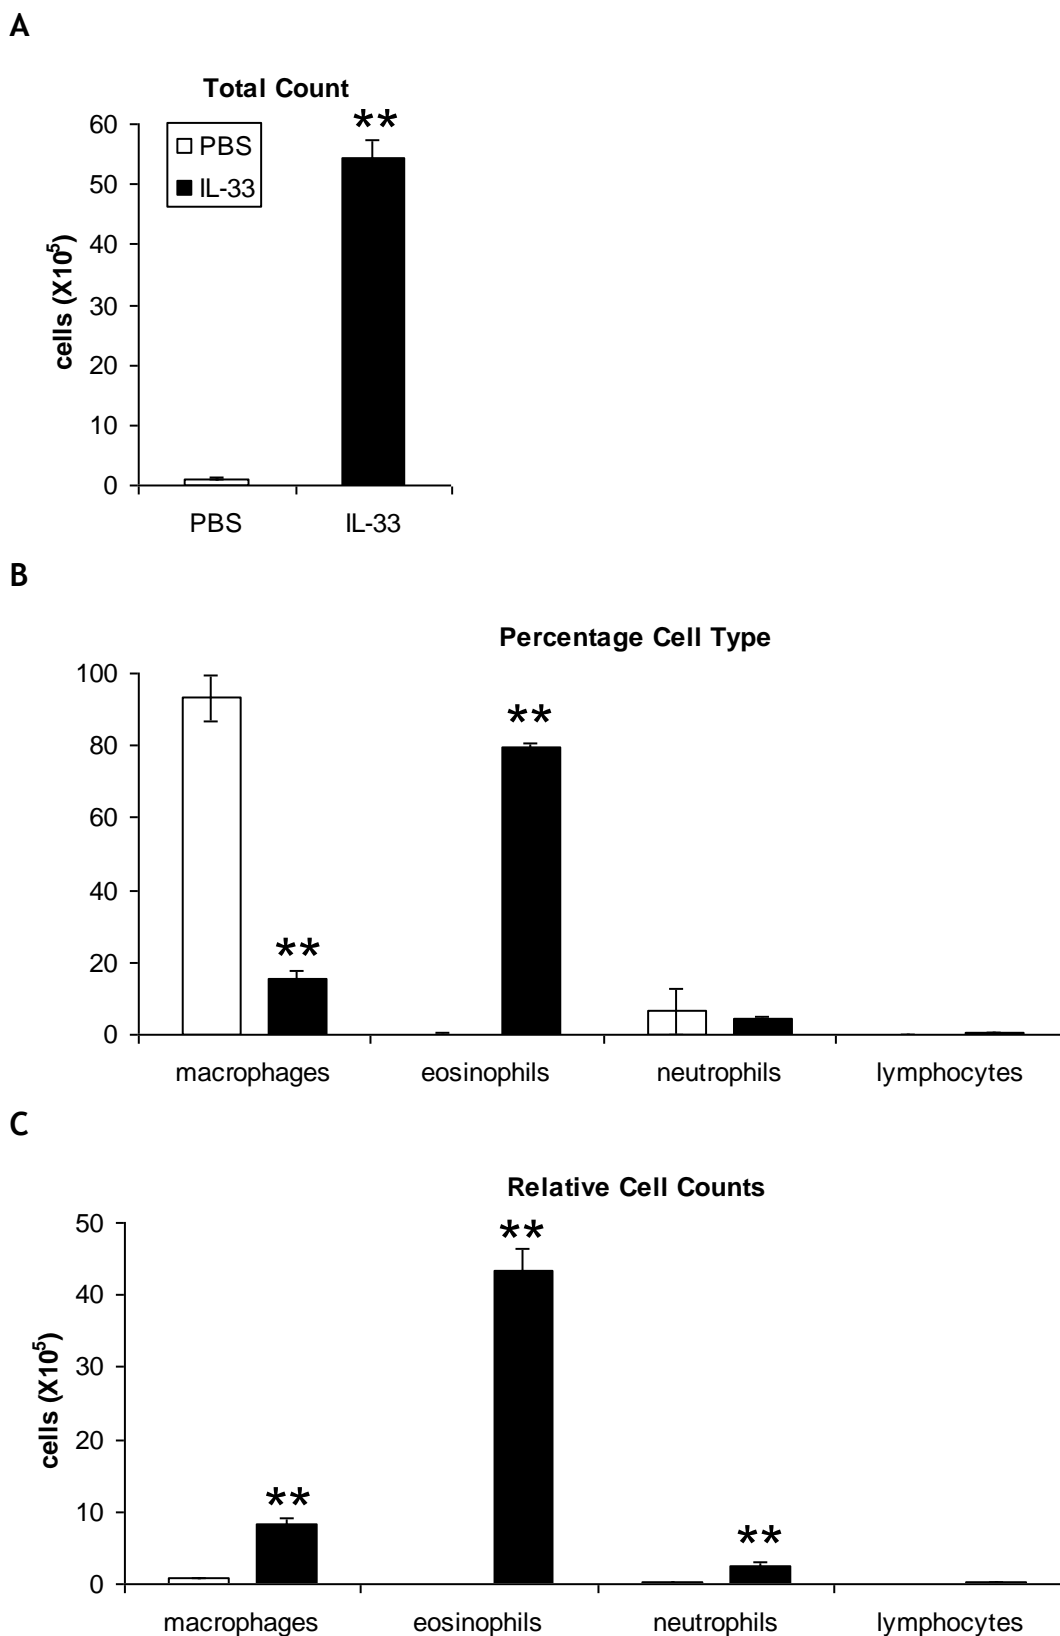 A
Total Count
**
60
PBS
IL-33
50
40
30
20
10
0
cells (X10⁵)
PBS IL-33
B
Percentage Cell Type
100
80
60
40
20
0
**
**
macrophages eosinophils neutrophils lymphocytes
C
Relative Cell Counts
50
40
30
20
10
0
cells (X10⁵)
**
**
**
macrophages eosinophils neutrophils lymphocytes